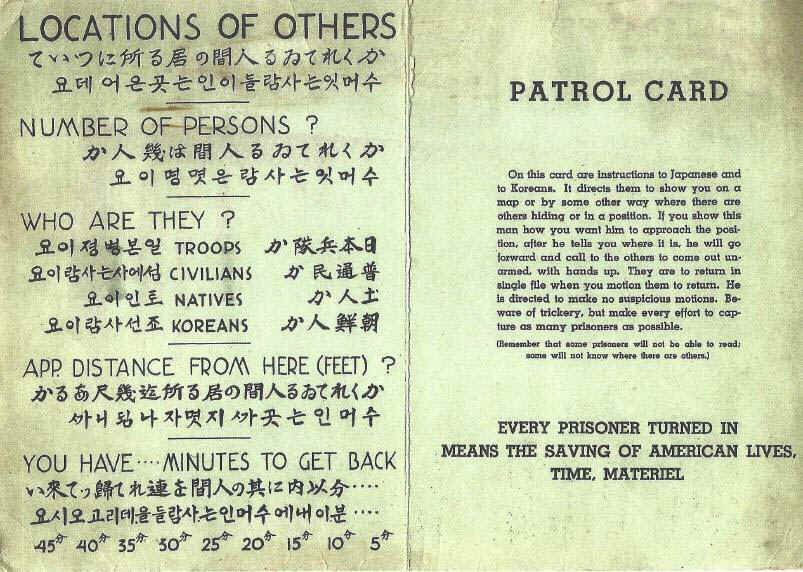 LOCATIONS OF OTHERS
かくれてゐる人間の居る所について
수머잇는사람들이인는곳은어데요
NUMBER OF PERSONS ?
かくれてゐる人間は幾人か
수머잇는사람은몃명이요
WHO ARE THEY ?
일본병졍이요 TROOPS 日本兵隊か
섬에사는사람이요 CIVILIANS 普通民か
토인이요 NATIVES 土人か
조선사람이요 KOREANS 朝鮮人か
APP. DISTANCE FROM HERE (FEET) ?
かくれてゐる人間の居る所迄幾尺あるか
수머인는곳ᄭᅡ지몃자나됨니ᄭᅡ
YOU HAVE ···· MINUTES TO GET BACK
····分以内に其の人間を連れて歸って來い
····분이내에수머인는사람들을데리고오시요
45分 40分 35分 30分 25分 20分 15分 10分 5分
PATROL CARD
On this card are instructions to Japanese and
to Koreans. It directs them to show you on a
map or by some other way where there are
others hiding or in a position. If you show this
man how you want him to approach the posi-
tion, after he tells you where it is, he will go
forward and call to the others to come out un-
armed, with hands up. They are to return in
single file when you motion them to return. He
is directed to make no suspicious motions. Be-
ware of trickery, but make every effort to cap-
ture as many prisoners as possible.
(Remember that some prisoners will not be able to read;
some will not know where there are others.)
EVERY PRISONER TURNED IN
MEANS THE SAVING OF AMERICAN LIVES,
TIME, MATERIEL